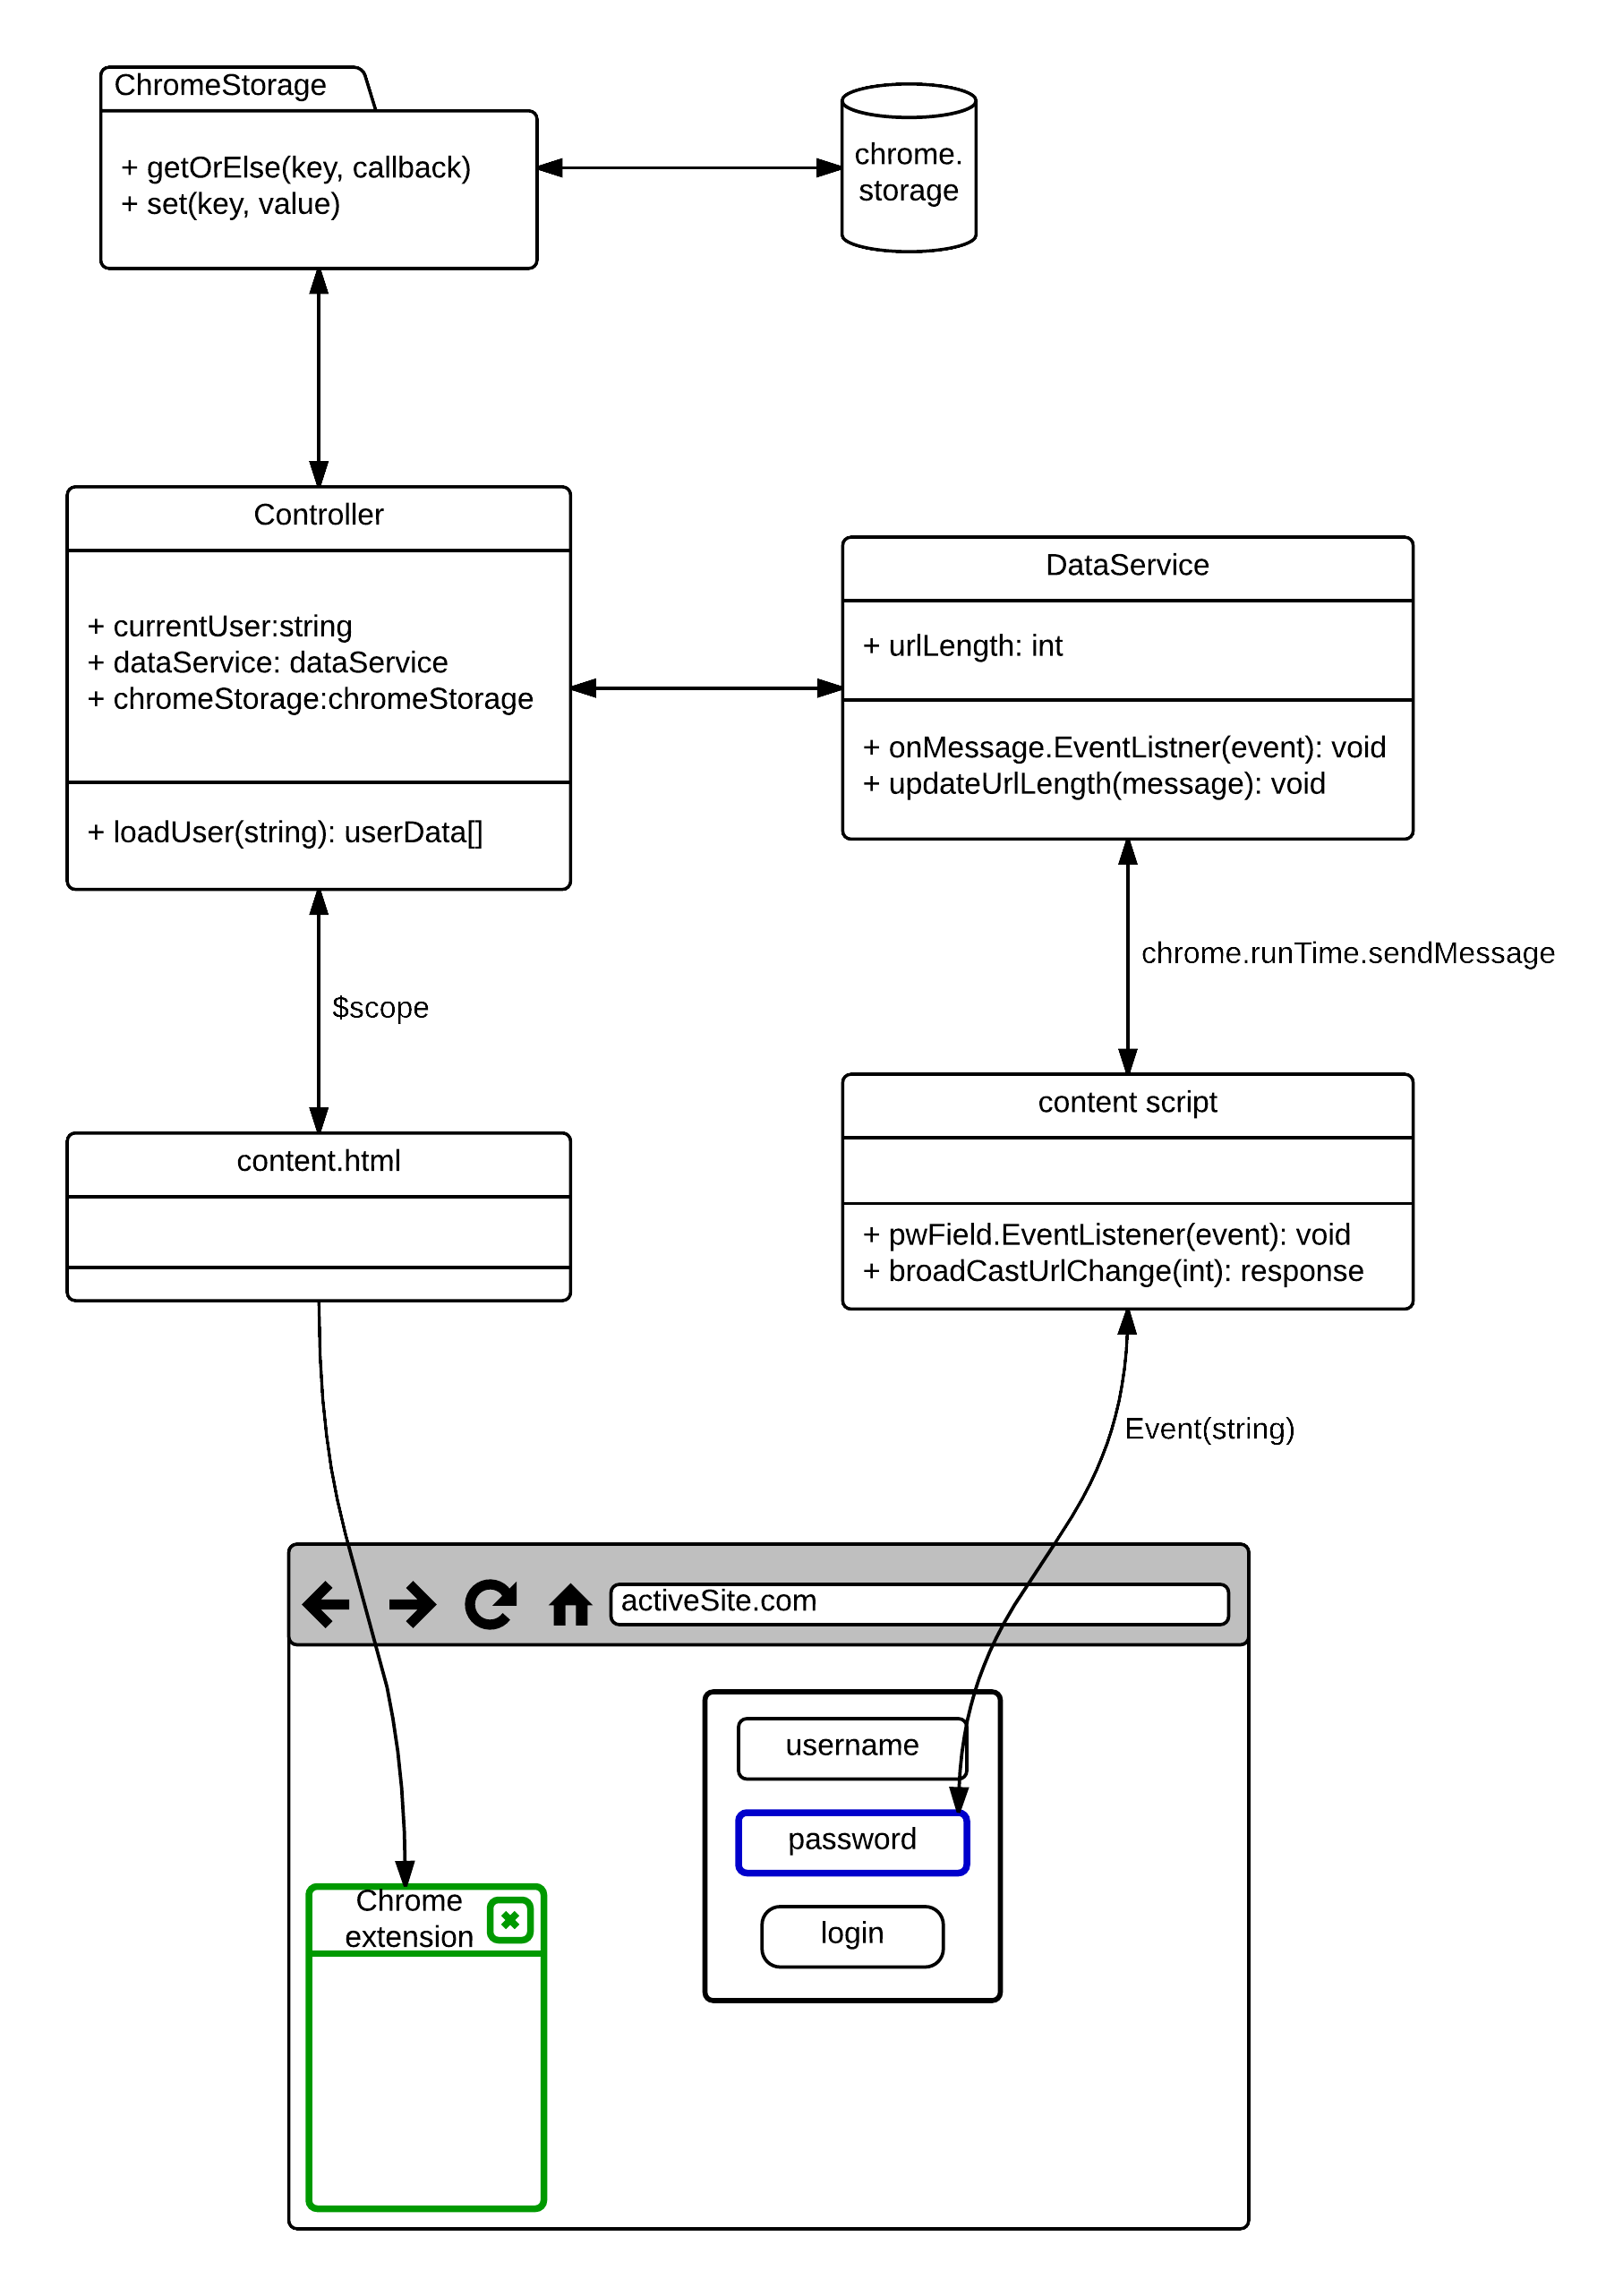 ChromeStorage
+ getOrElse(key, callback)
+ set(key, value)
chrome.
storage
Controller
+ currentUser:string
+ dataService: dataService
+ chromeStorage:chromeStorage
+ loadUser(string): userData[]
DataService
+ urlLength: int
+ onMessage.EventListner(event): void
+ updateUrlLength(message): void
chrome.runTime.sendMessage
$scope
content.html
content script
+ pwField.EventListener(event): void
+ broadCastUrlChange(int): response
Event(string)
activeSite.com
username
password
login
Chrome
extension